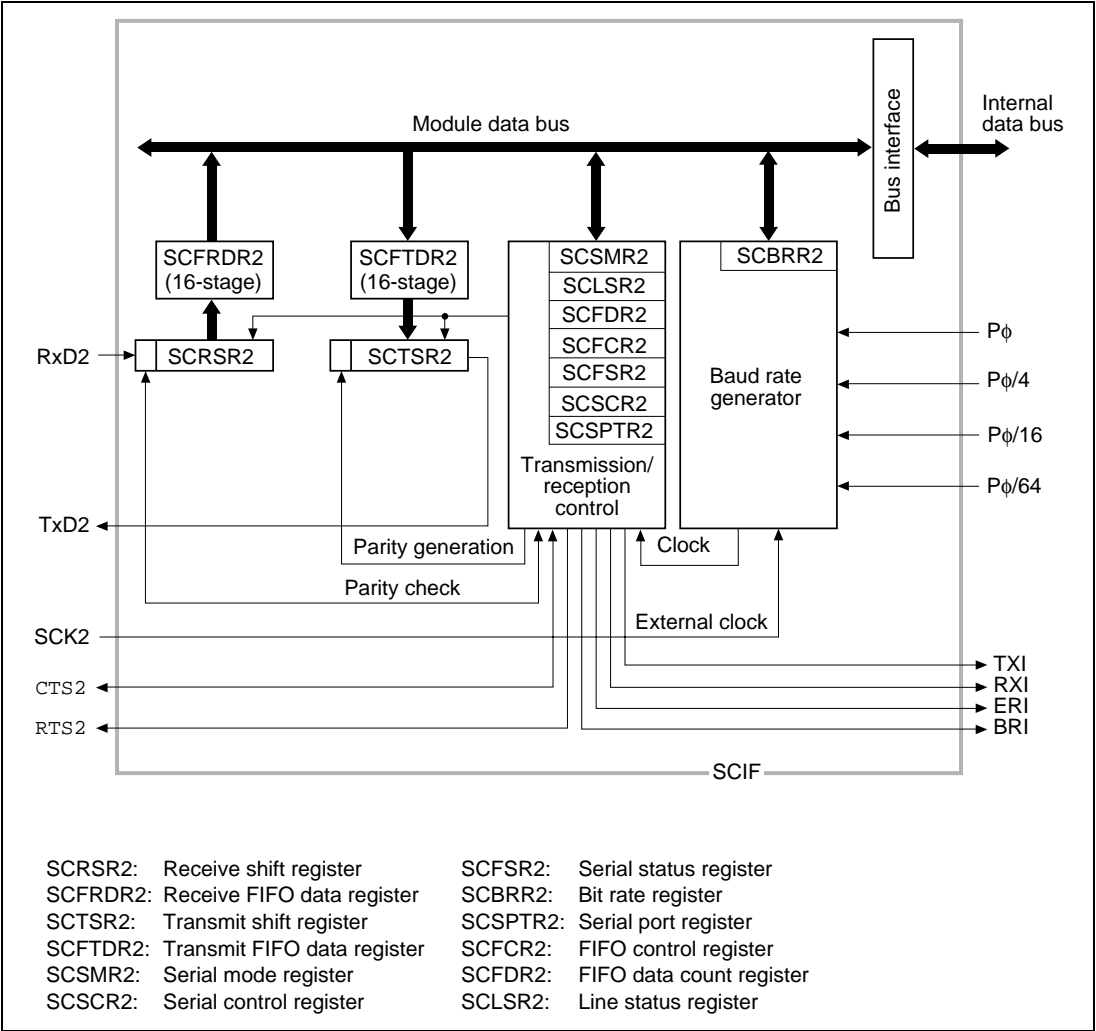 Internal
data bus
Module data bus
Bus interface
SCFRDR2
(16-stage)
SCFTDR2
(16-stage)
SCSMR2
SCLSR2
SCFDR2
SCFCR2
SCFSR2
SCSCR2
SCSPTR2
Transmission/
reception
control
SCBRR2
Baud rate
generator
Pϕ
Pϕ/4
Pϕ/16
Pϕ/64
RxD2
SCRSR2
SCTSR2
TxD2
Parity generation
Clock
Parity check
SCK2
External clock
CTS2
RTS2
TXI
RXI
ERI
BRI
SCIF
SCRSR2: Receive shift register
SCFRDR2: Receive FIFO data register
SCTSR2: Transmit shift register
SCFTDR2: Transmit FIFO data register
SCSMR2: Serial mode register
SCSCR2: Serial control register
SCFSR2: Serial status register
SCBRR2: Bit rate register
SCSPTR2: Serial port register
SCFCR2: FIFO control register
SCFDR2: FIFO data count register
SCLSR2: Line status register